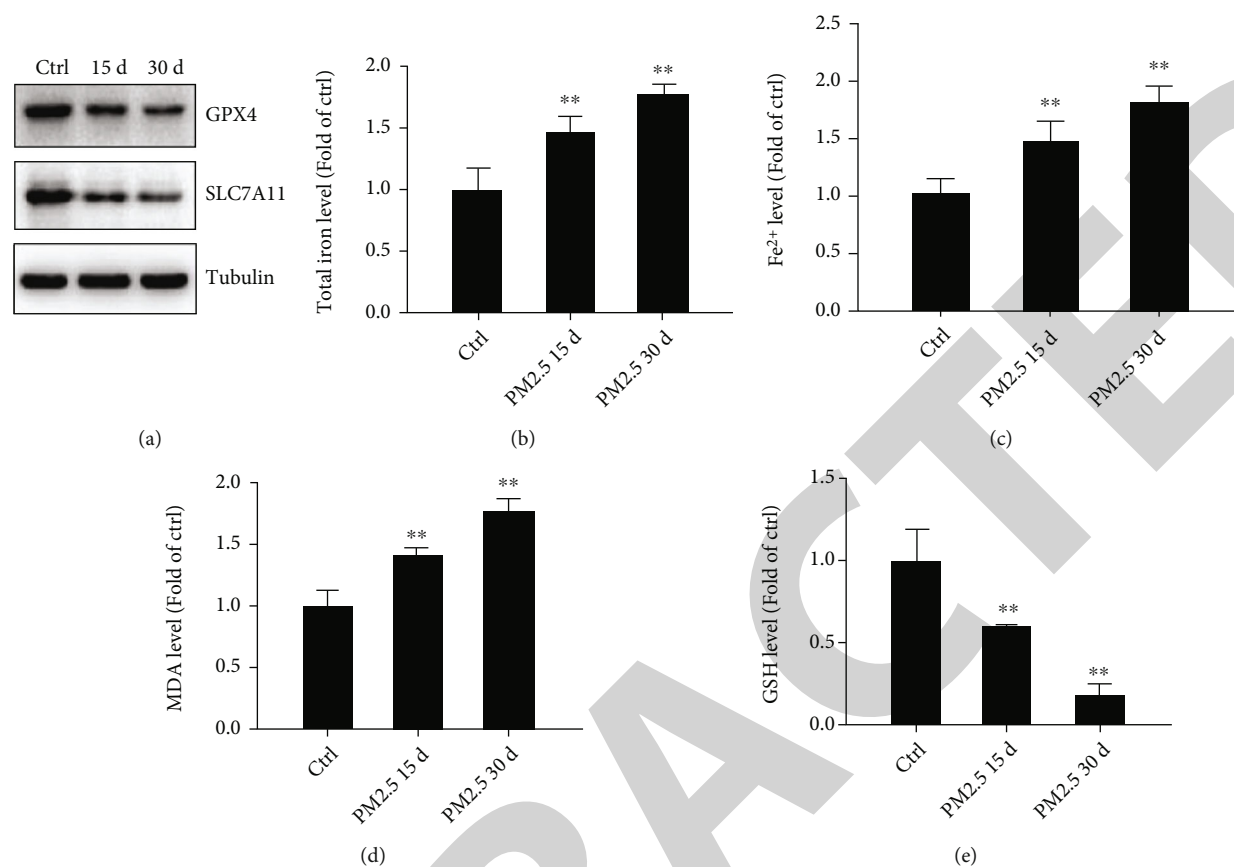 Ctrl 15 d 30 d
GPX4
SLC7A11
Tubulin
(a)
Total iron level (Fold of ctrl)
2.0
1.5
1.0
0.5
0.0
**
**
Ctrl
PM2.5 15 d
PM2.5 30 d
(b)
Fe²⁺ level (Fold of ctrl)
2.5
2.0
1.5
1.0
0.5
0.0
**
**
Ctrl
PM2.5 15 d
PM2.5 30 d
(c)
MDA level (Fold of ctrl)
2.0
1.5
1.0
0.5
0.0
**
**
Ctrl
PM2.5 15 d
PM2.5 30 d
(d)
GSH level (Fold of ctrl)
1.5
1.0
0.5
0.0
**
**
Ctrl
PM2.5 15 d
PM2.5 30 d
(e)
RACTED